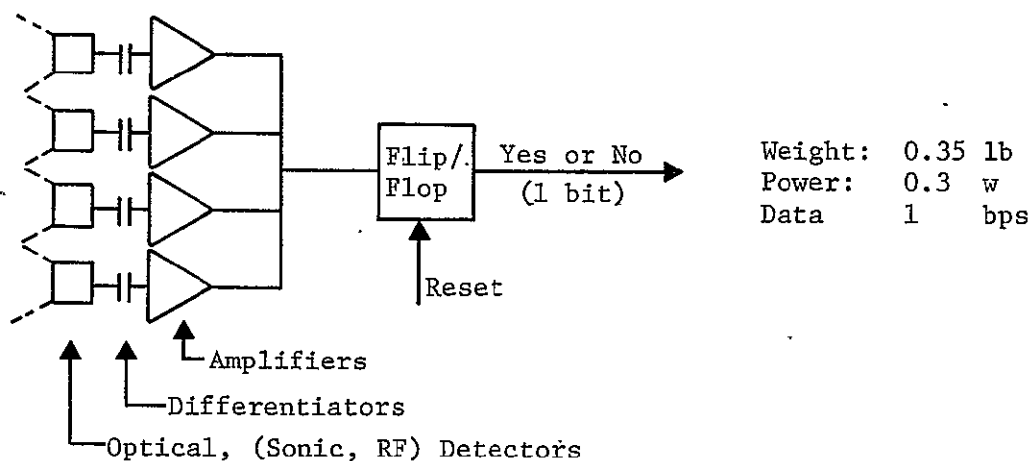 Flip/.
Flop
Yes or No
(1 bit)
Reset
Weight: 0.35 lb
Power: 0.3 w
Data 1 bps
Amplifiers
Differentiators
Optical, (Sonic, RF) Detectors